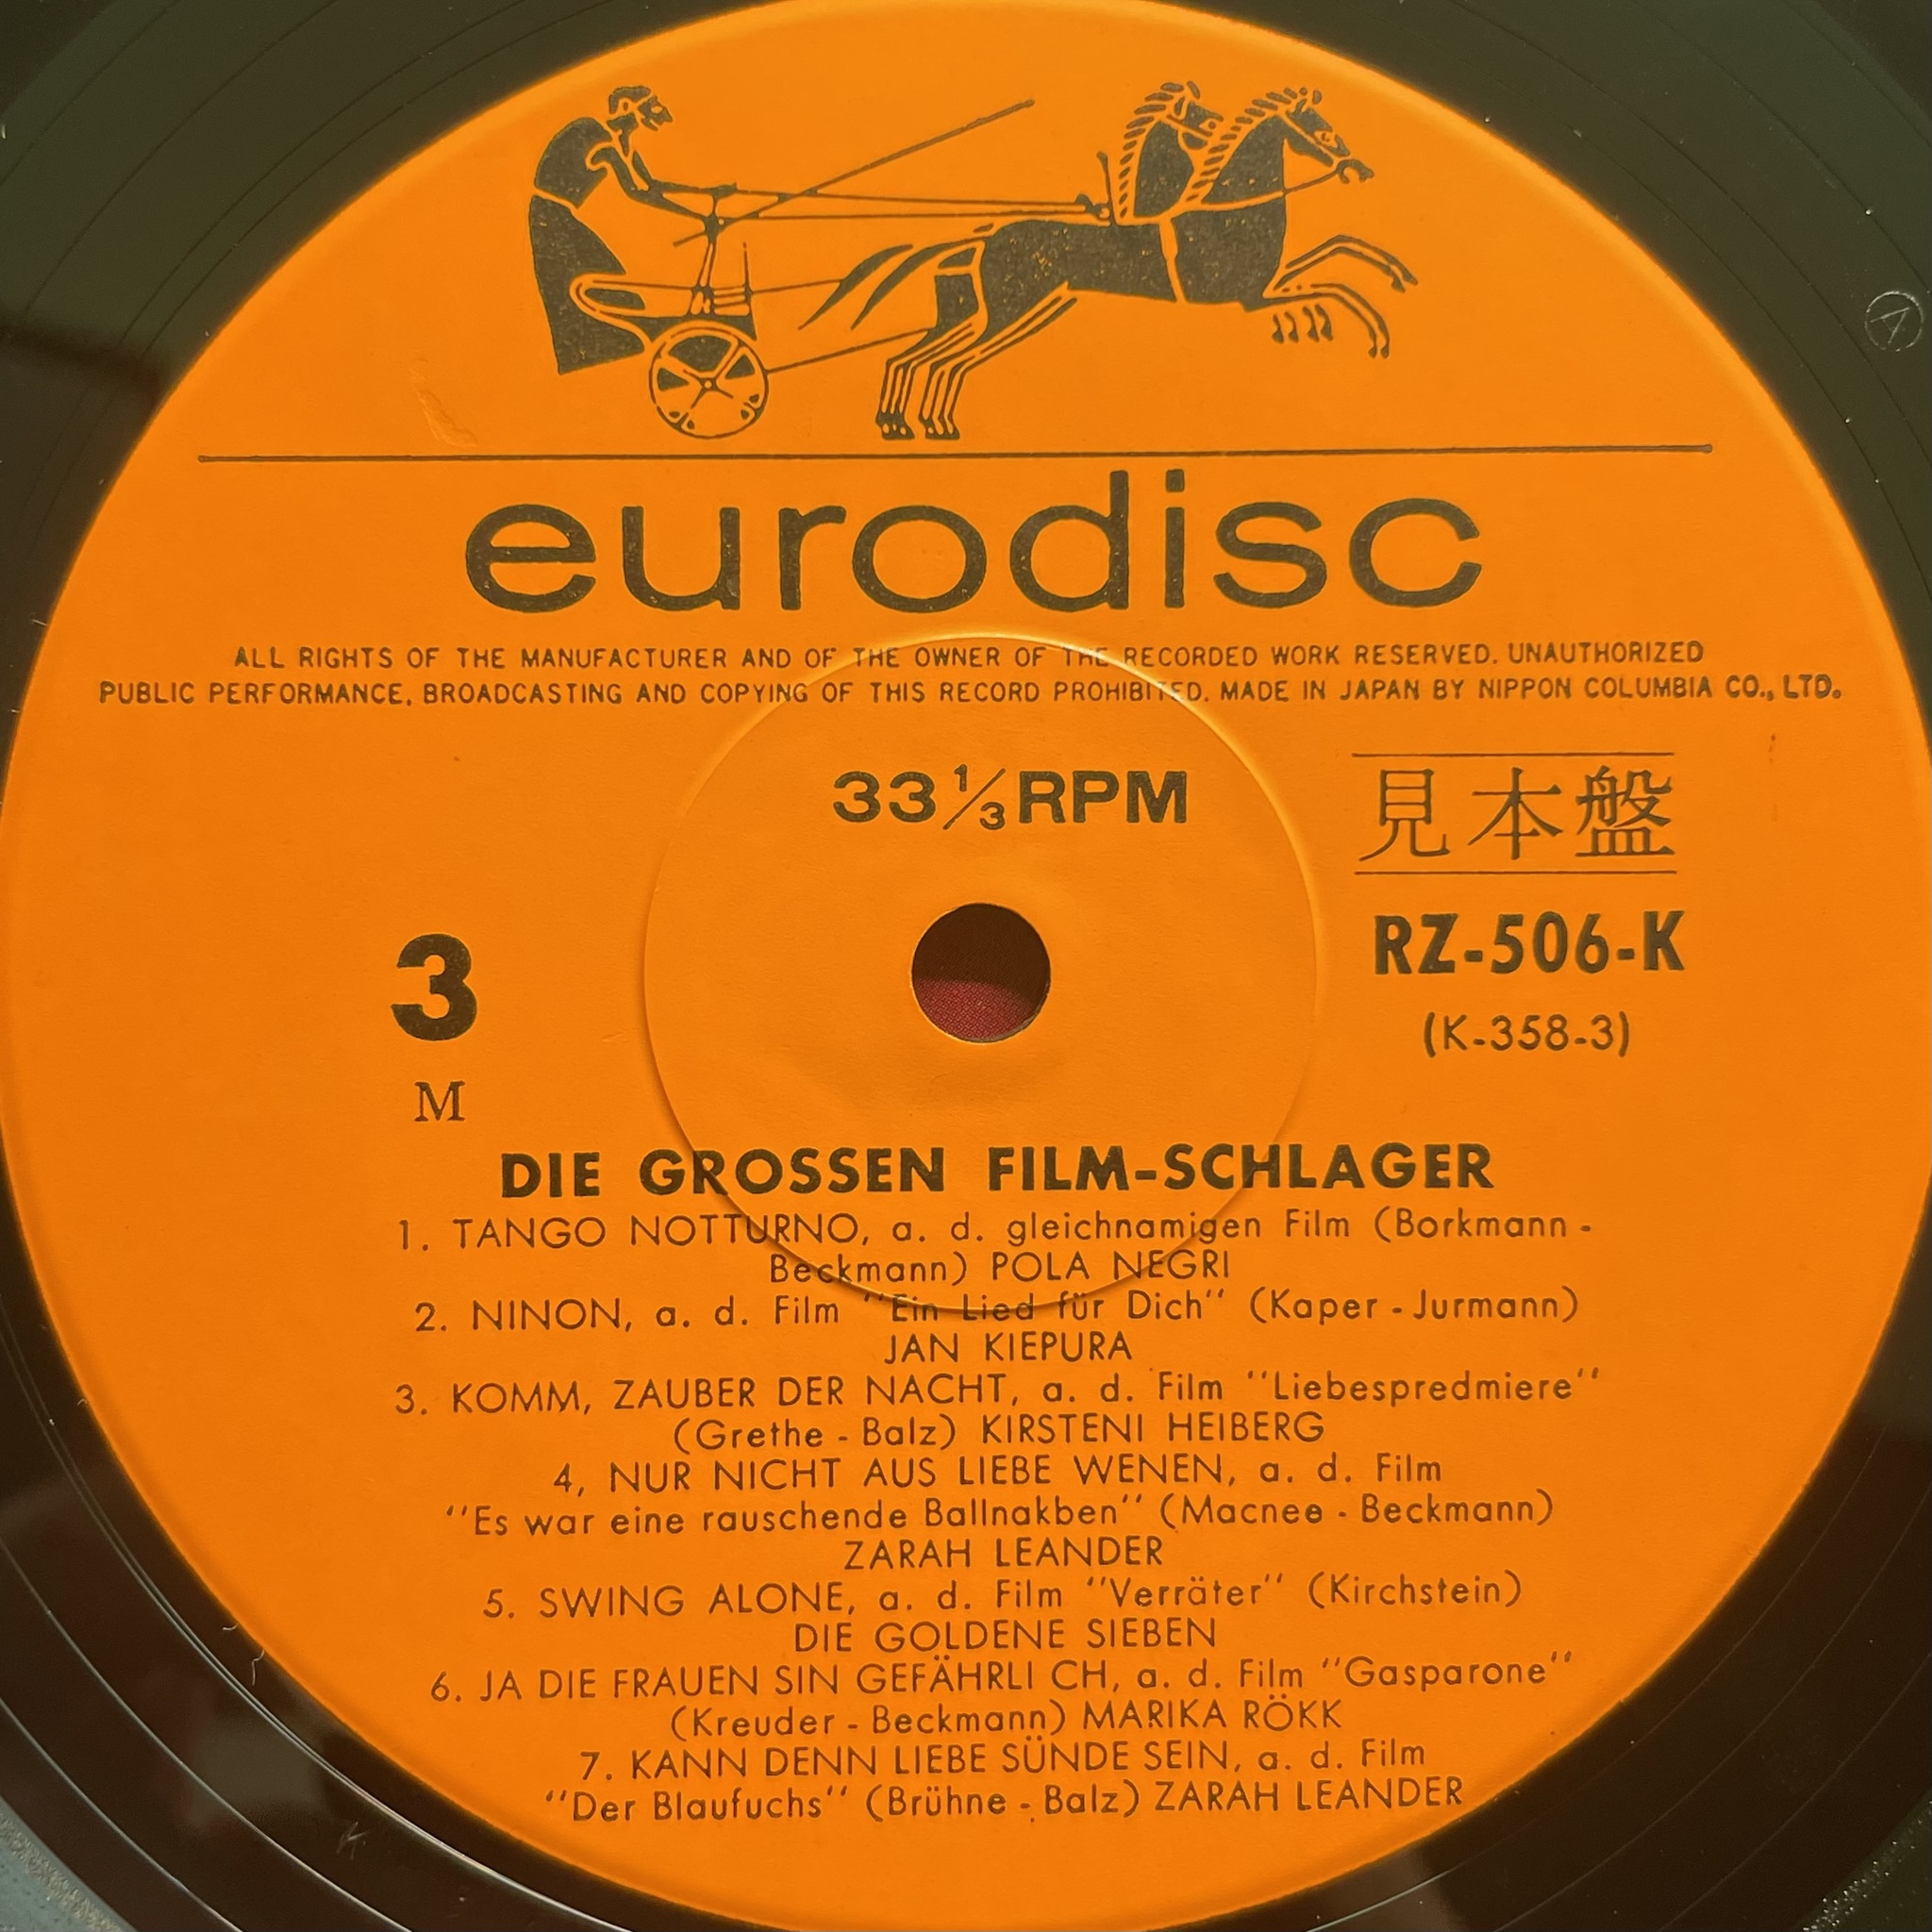 eurodisc
ALL RIGHTS OF THE MANUFACTURER AND OF THE OWNER OF THE RECORDED WORK RESERVED. UNAUTHORIZED
PUBLIC PERFORMANCE, BROADCASTING AND COPYING OF THIS RECORD PROHIBITED. MADE IN JAPAN BY NIPPON COLUMBIA CO., LTD.
33 1/3 RPM
見本盤
RZ-506-K
(K-358-3)
3
M
DIE GROSSEN FILM-SCHLAGER
1. TANGO NOTTURNO, a. d. gleichnamigen Film (Borkmann -
Beckmann) POLA NEGRI
2. NINON, a. d. Film "Ein Lied für Dich" (Kaper - Jurmann)
JAN KIEPURA
3. KOMM, ZAUBER DER NACHT, a. d. Film "Liebespredmiere"
(Grethe - Balz) KIRSTENI HEIBERG
4, NUR NICHT AUS LIEBE WENEN, a. d. Film
"Es war eine rauschende Ballnakben" (Macnee - Beckmann)
ZARAH LEANDER
5. SWING ALONE, a. d. Film "Verräter" (Kirchstein)
DIE GOLDENE SIEBEN
6. JA DIE FRAUEN SIN GEFÄHRLI CH, a. d. Film "Gasparone"
(Kreuder - Beckmann) MARIKA RÖKK
7. KANN DENN LIEBE SÜNDE SEIN, a. d. Film
"Der Blaufuchs" (Brühne - Balz) ZARAH LEANDER
A
K